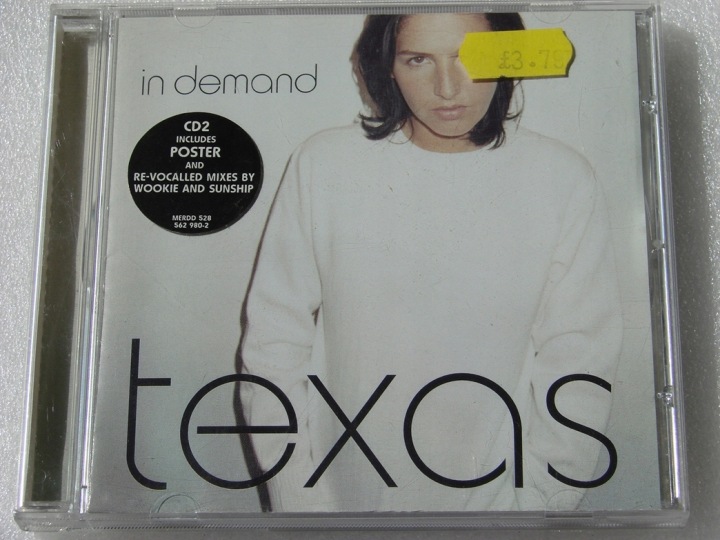 in demand
£3.75
CD2
INCLUDES
POSTER
AND
RE-VOCALLED MIXES BY
WOOKIE AND SUNSHIP
MERDD 528
562 980-2
texas